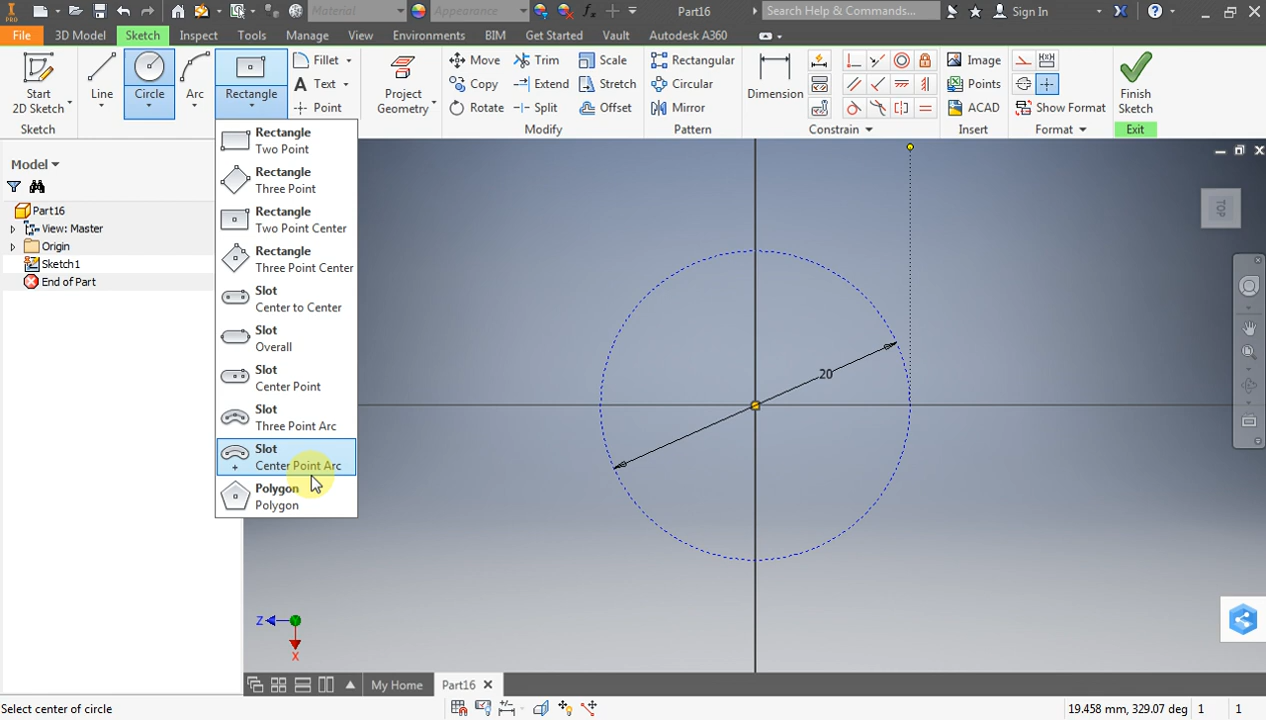 PRO
Material
Appearance
Part16
Search Help & Commands...
Sign In
File
3D Model
Sketch
Inspect
Tools
Manage
View
Environments
BIM
Get Started
Vault
Autodesk A360
Start
2D Sketch
Line
Circle
Arc
Rectangle
Fillet
Text
Point
Project
Geometry
Move
Copy
Rotate
Trim
Extend
Split
Scale
Stretch
Offset
Rectangular
Circular
Mirror
Dimension
Image
Points
ACAD
Show Format
Finish
Sketch
Sketch
Modify
Pattern
Constrain
Insert
Format
Exit
Rectangle
Two Point
Rectangle
Three Point
Rectangle
Two Point Center
Rectangle
Three Point Center
Slot
Center to Center
Slot
Overall
Slot
Center Point
Slot
Three Point Arc
Slot
Center Point Arc
Polygon
Polygon
Model
Part16
View: Master
Origin
Sketch1
End of Part
20
TOP
Z
X
My Home
Part16
Select center of circle
19.458 mm, 329.07 deg
1
1